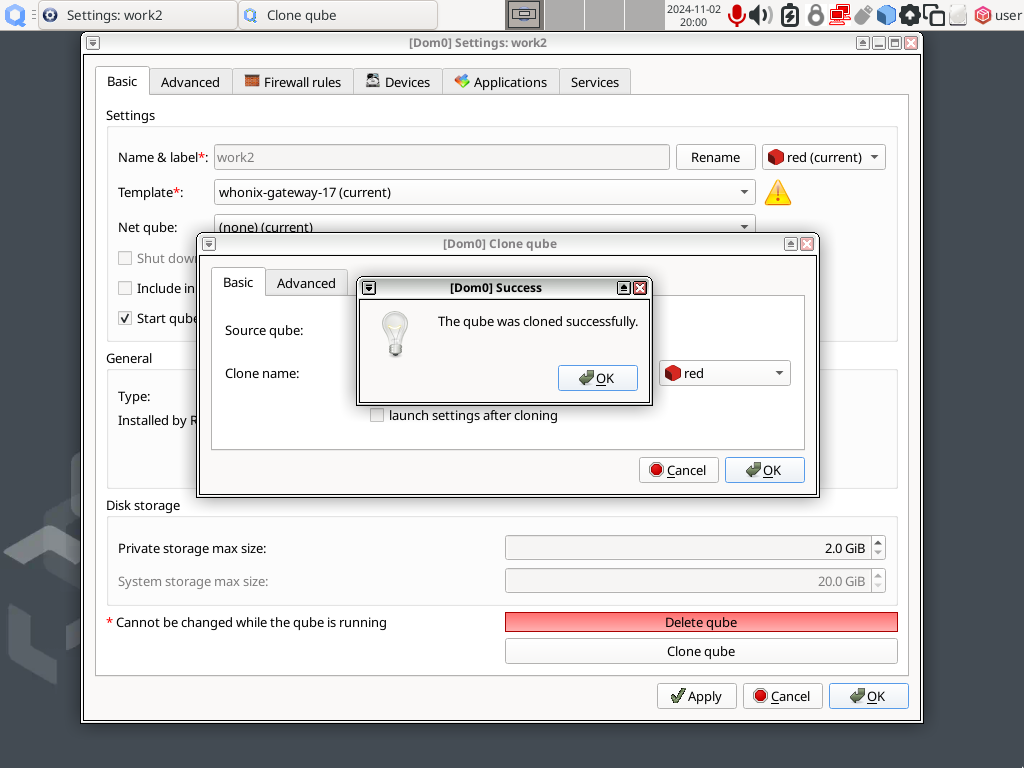 Settings: work2
Clone qube
2024-11-02
20:00
user
[Dom0] Settings: work2
Basic
Advanced
Firewall rules
Devices
Applications
Services
Settings
Name & label*:
work2
Rename
red (current)
Template*:
whonix-gateway-17 (current)
Net qube:
(none) (current)
Shut dow
Include in
Start qube
[Dom0] Clone qube
Basic
Advanced
Source qube:
Clone name:
red
launch settings after cloning
Cancel
OK
[Dom0] Success
The qube was cloned successfully.
OK
General
Type:
Installed by R
Disk storage
Private storage max size:
2.0 GiB
System storage max size:
20.0 GiB
* Cannot be changed while the qube is running
Delete qube
Clone qube
Apply
Cancel
OK